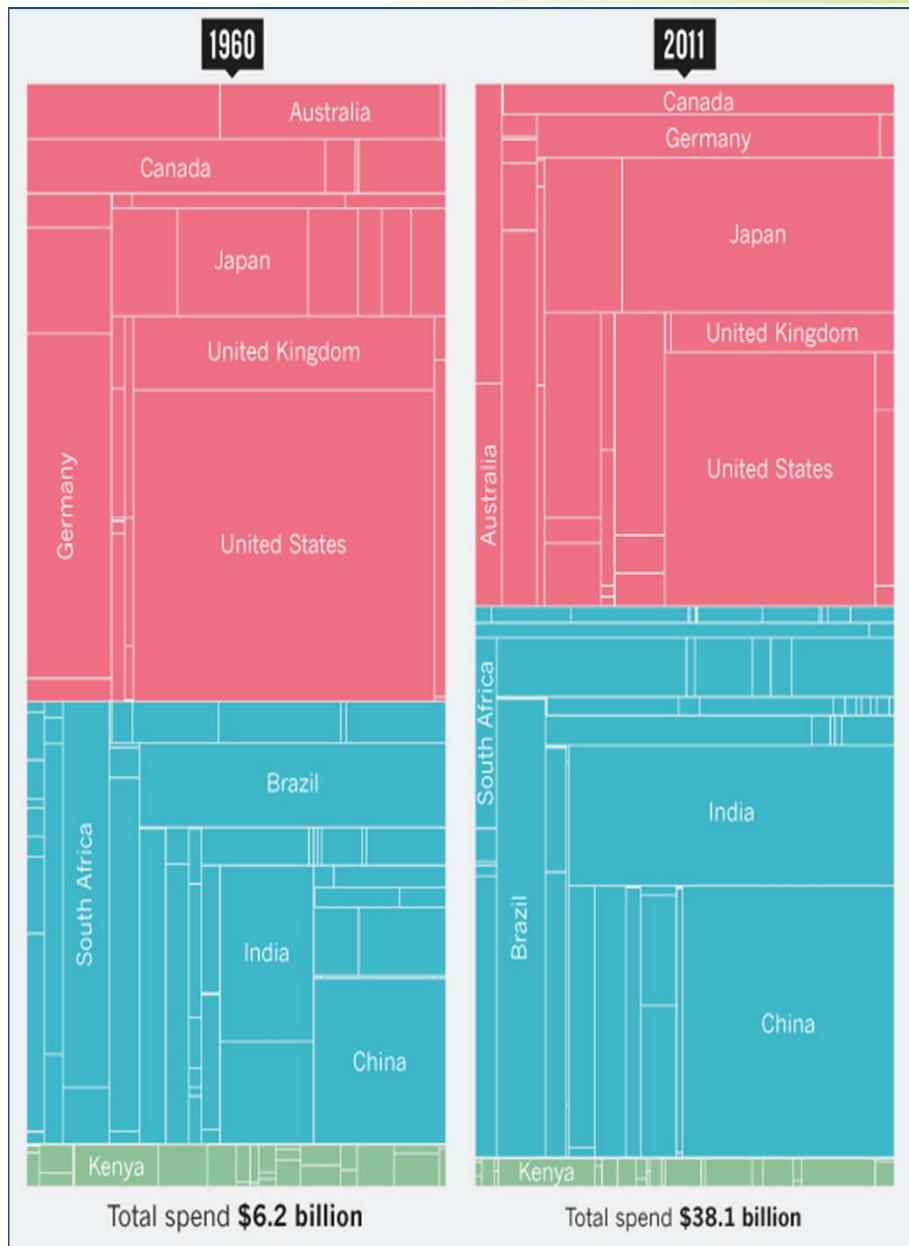 1960
Australia
Canada
Japan
United Kingdom
Germany
United States
Brazil
South Africa
India
China
Kenya
Total spend $6.2 billion
2011
Canada
Germany
Japan
United Kingdom
Australia
United States
South Africa
India
Brazil
China
Kenya
Total spend $38.1 billion